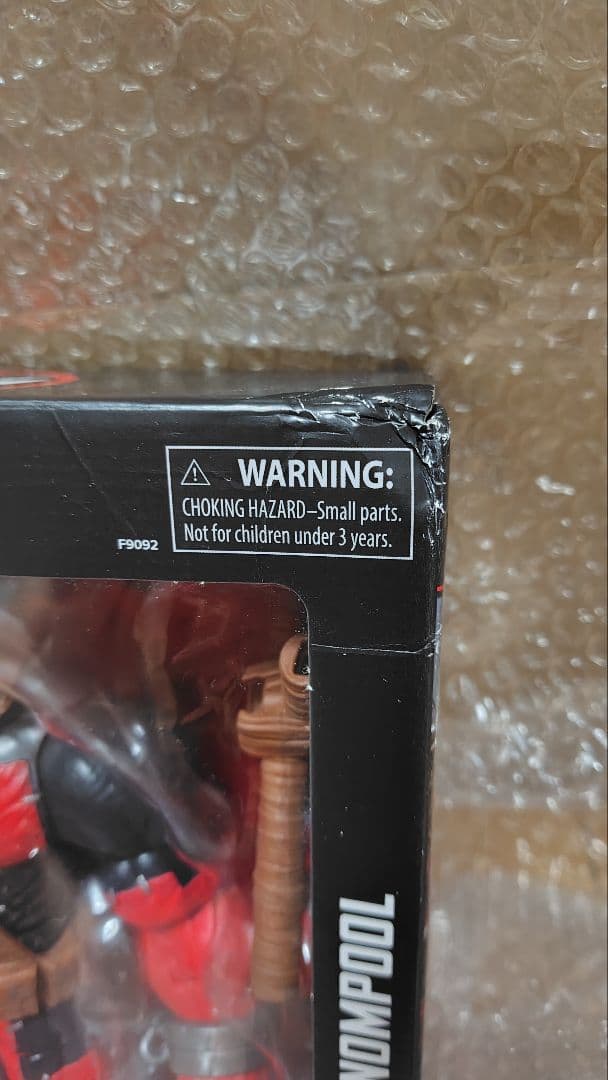 WARNING:
CHOKING HAZARD–Small parts.
Not for children under 3 years.
F9092
NOMPOOL